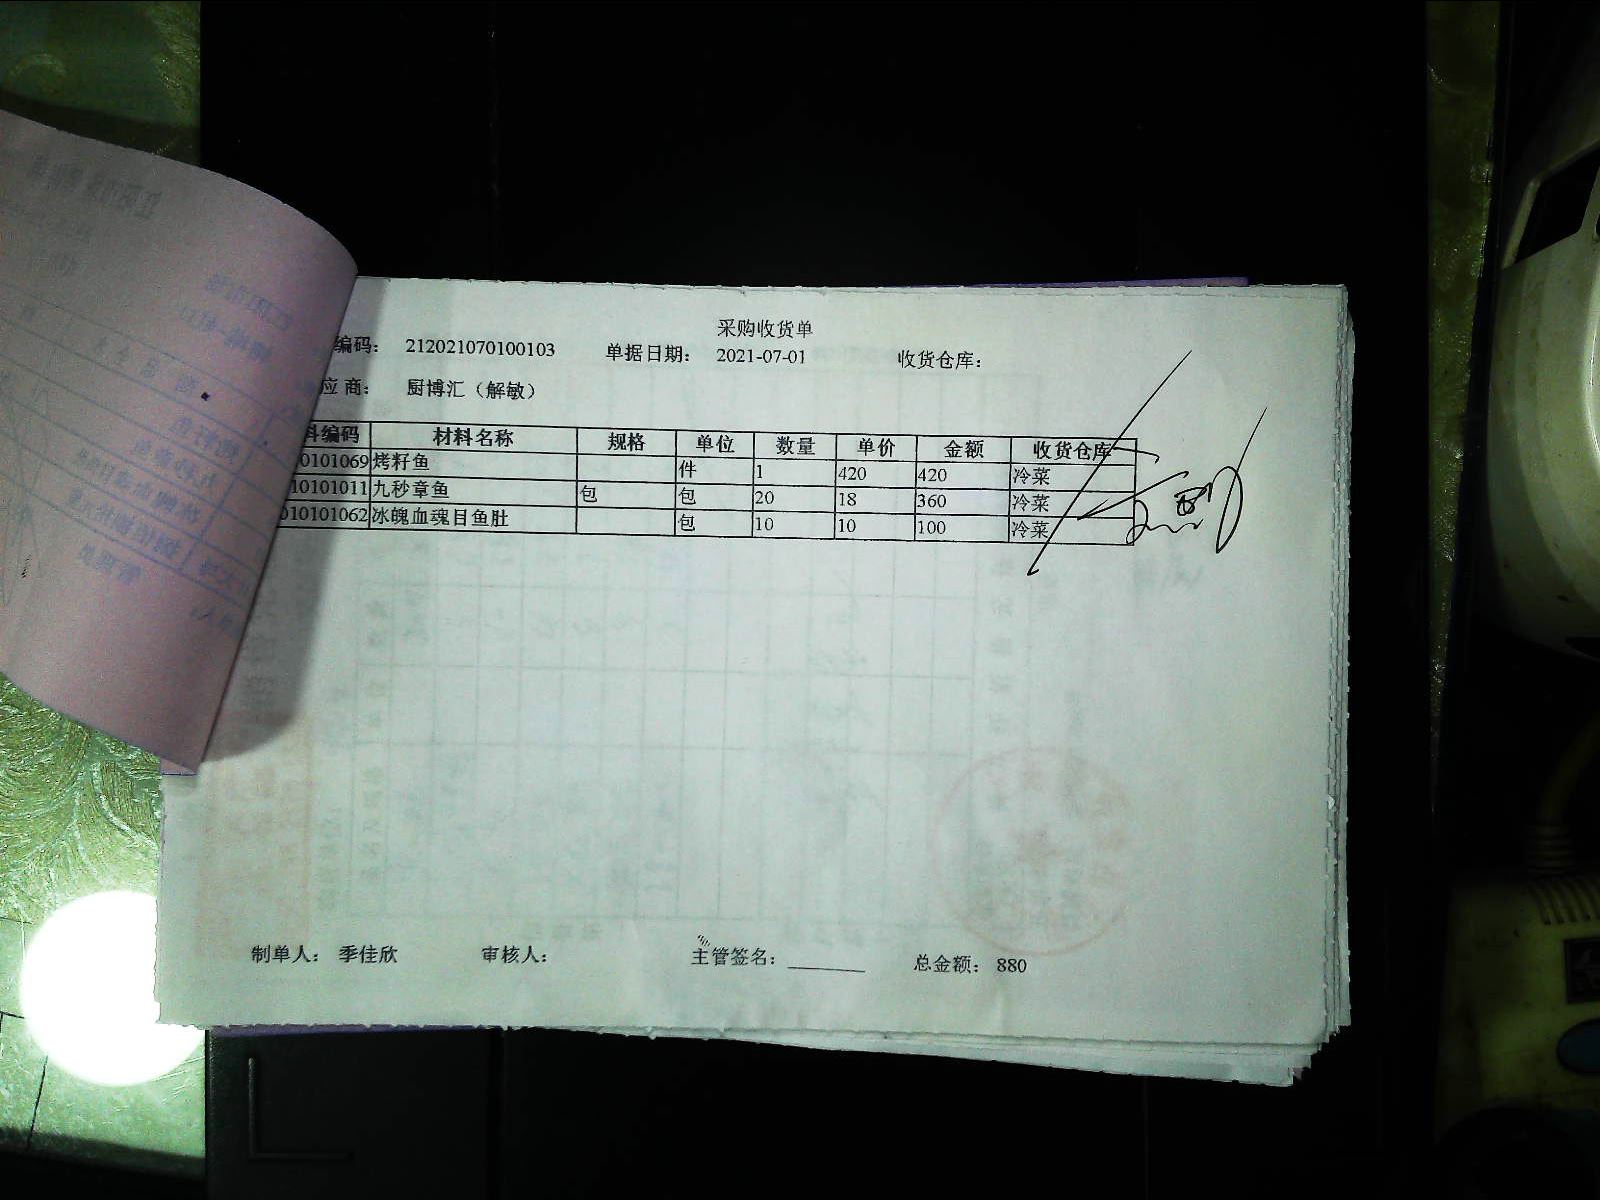 采购收货单
编码: 212021070100103 单据日期: 2021-07-01 收货仓库:
应 商: 厨博汇（解敏）
料编码 材料名称 规格 单位 数量 单价 金额 收货仓库
0101069 烤籽鱼 件 1 420 420 冷菜
10101011 九秒章鱼 包 包 20 18 360 冷菜
010101062 冰魄血魂目鱼肚 包 10 10 100 冷菜
制单人: 季佳欣 审核人: 主管签名: ______ 总金额: 880